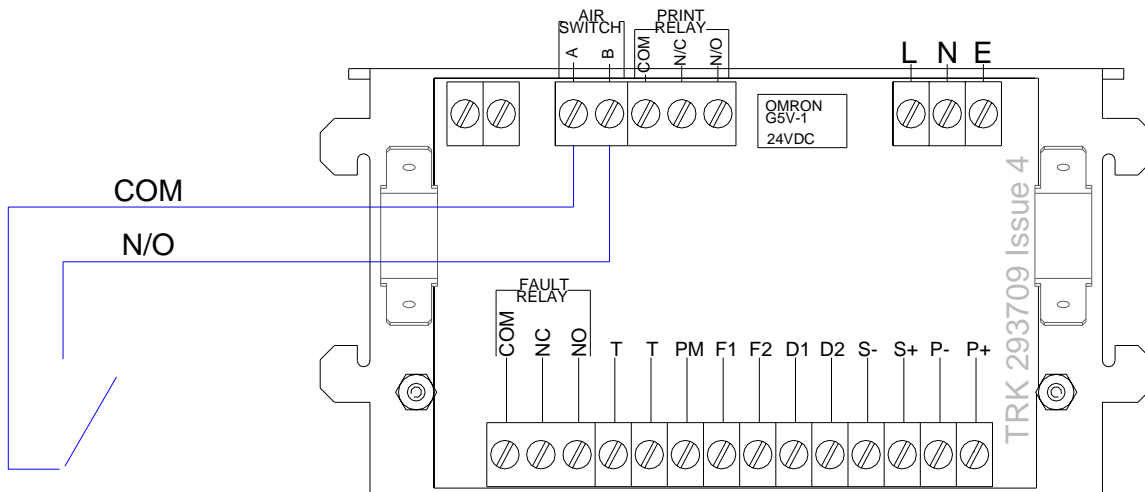 AIR
SWITCH
PRINT
RELAY
A
B
COM
N/C
N/O
L N E
OMRON
G5V-1
24VDC
COM
N/O
FAULT
RELAY
COM
NC
NO
T T PM F1 F2 D1 D2 S- S+ P- P+
TRK 293709 Issue 4